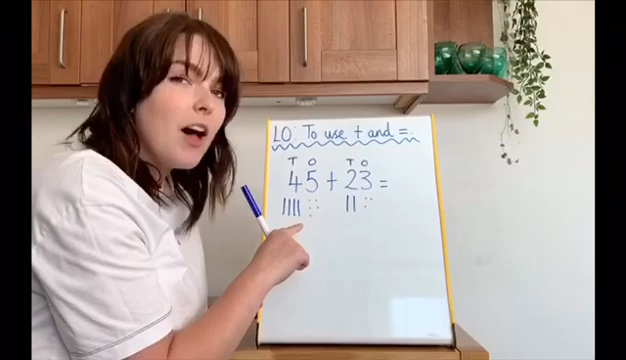 LO: To use + and =.
T O T O
45 + 23 =